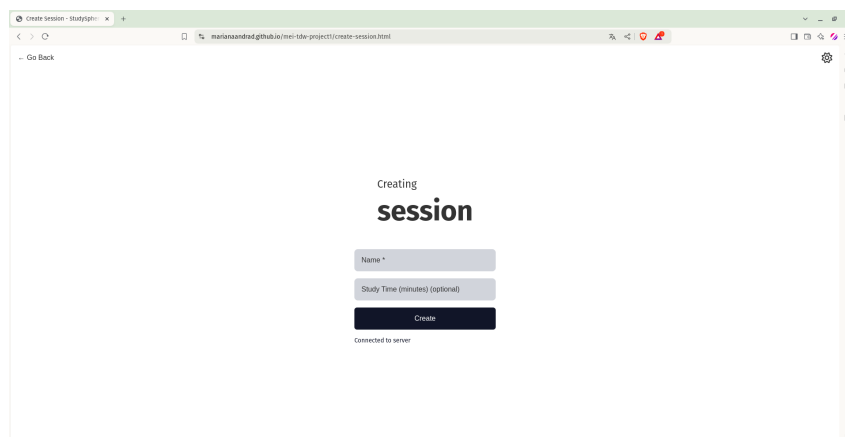 Create Session - StudySphe
marianaandrad.github.io/mei-tdw-project1/create-session.html
← Go Back
Creating
session
Name *
Study Time (minutes) (optional)
Create
Connected to server